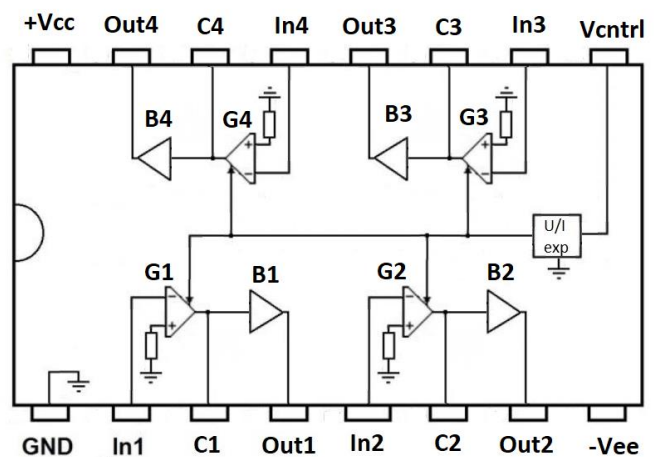 +Vcc Out4 C4 In4 Out3 C3 In3 Vcntrl
B4 G4 B3 G3
+ +
− −
U/I
exp
G1 B1 G2 B2
− −
+ +
GND In1 C1 Out1 In2 C2 Out2 -Vee